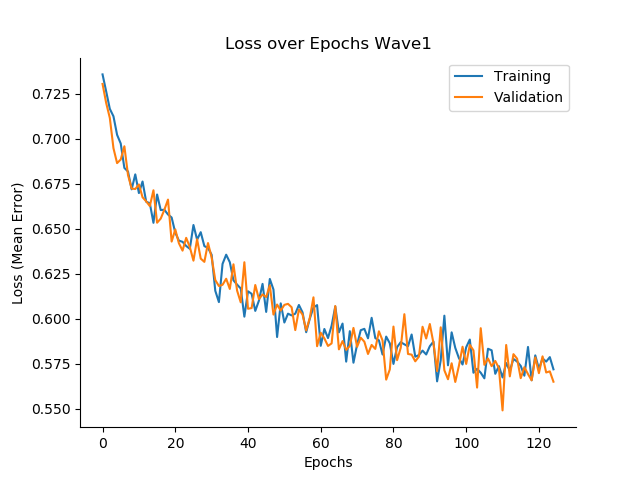 Loss over Epochs Wave1
Training
Validation
Loss (Mean Error)
0.725
0.700
0.675
0.650
0.625
0.600
0.575
0.550
0 20 40 60 80 100 120
Epochs